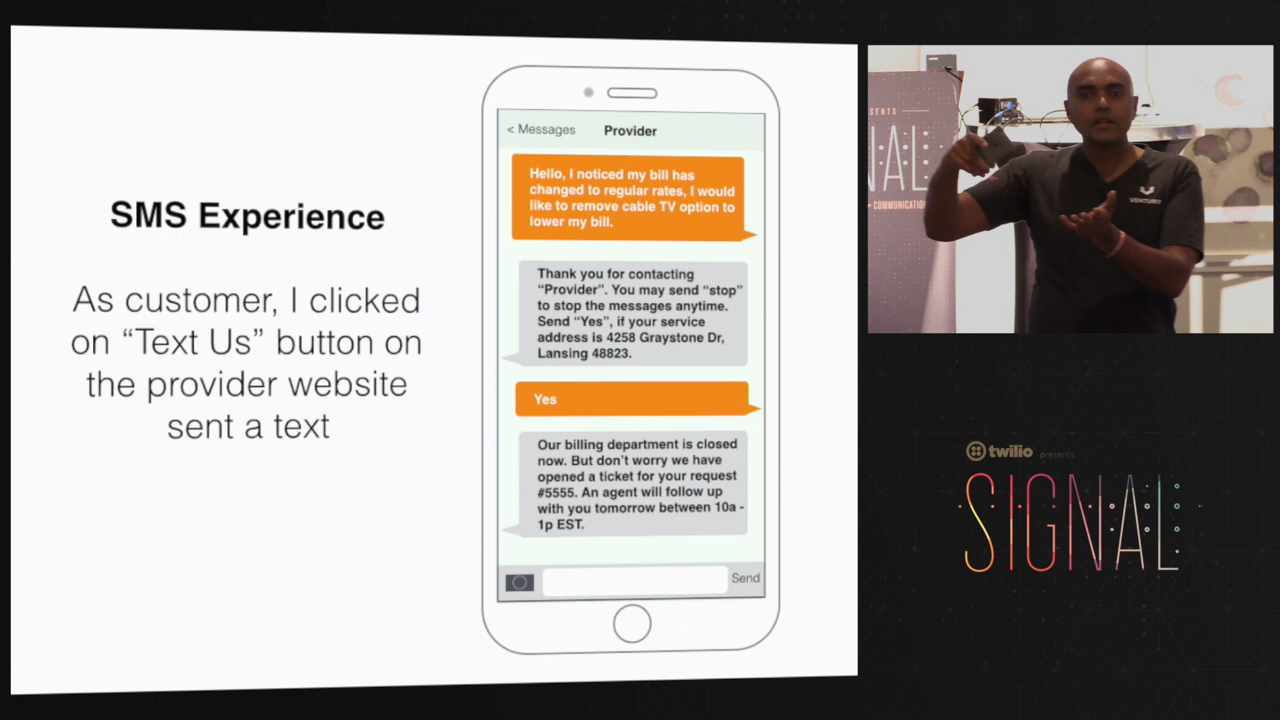 SMS Experience
As customer, I clicked
on “Text Us” button on
the provider website
sent a text
< Messages
Provider
Hello, I noticed my bill has
changed to regular rates, I would
like to remove cable TV option to
lower my bill.
Thank you for contacting
“Provider”. You may send “stop”
to stop the messages anytime.
Send “Yes”, if your service
address is 4258 Graystone Dr,
Lansing 48823.
Yes
Our billing department is closed
now. But don’t worry we have
opened a ticket for your request
#5555. An agent will follow up
with you tomorrow between 10a -
1p EST.
Send
VENTURIT
twilio presents
SIGNAL